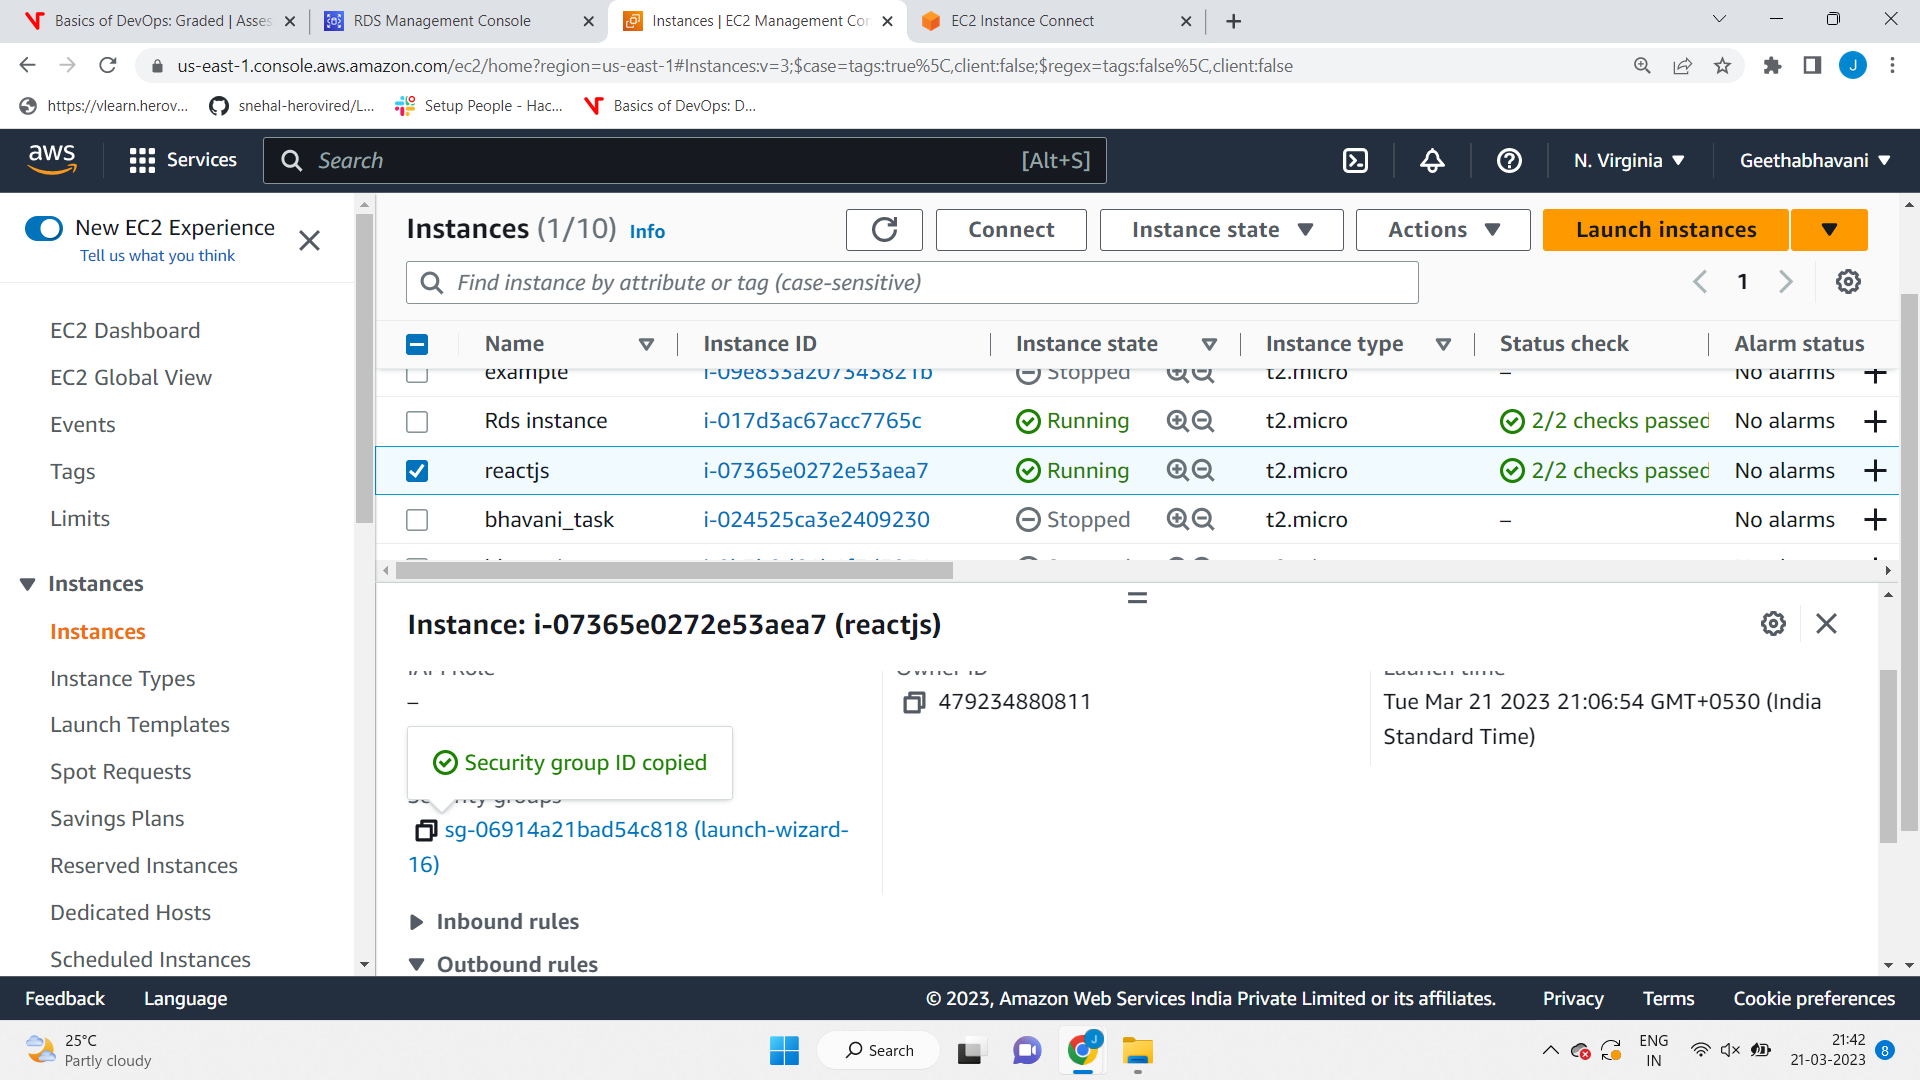 Basics of DevOps: Graded | Asses
RDS Management Console
Instances | EC2 Management Con
EC2 Instance Connect
us-east-1.console.aws.amazon.com/ec2/home?region=us-east-1#Instances:v=3;$case=tags:true%5C,client:false;$regex=tags:false%5C,client:false
J
https://vlearn.herov...
snehal-herovired/L...
Setup People - Hac...
Basics of DevOps: D...
aws
Services
Search
[Alt+S]
N. Virginia
Geethabhavani
New EC2 Experience
Tell us what you think
EC2 Dashboard
EC2 Global View
Events
Tags
Limits
Instances
Instances
Instance Types
Launch Templates
Spot Requests
Savings Plans
Reserved Instances
Dedicated Hosts
Scheduled Instances
Instances (1/10) Info
Connect
Instance state
Actions
Launch instances
Find instance by attribute or tag (case-sensitive)
1
Name Instance ID Instance state Instance type Status check Alarm status
example i-09e833a207343821b Stopped t2.micro – No alarms
Rds instance i-017d3ac67acc7765c Running t2.micro 2/2 checks passed No alarms
reactjs i-07365e0272e53aea7 Running t2.micro 2/2 checks passed No alarms
bhavani_task i-024525ca3e2409230 Stopped t2.micro – No alarms
Instance: i-07365e0272e53aea7 (reactjs)
IAM Role
–
Owner ID
479234880811
Launch time
Tue Mar 21 2023 21:06:54 GMT+0530 (India
Standard Time)
Security group ID copied
Security groups
sg-06914a21bad54c818 (launch-wizard-
16)
Inbound rules
Outbound rules
Feedback
Language
© 2023, Amazon Web Services India Private Limited or its affiliates.
Privacy
Terms
Cookie preferences
25°C
Partly cloudy
Search
J
ENG
IN
21:42
21-03-2023
8